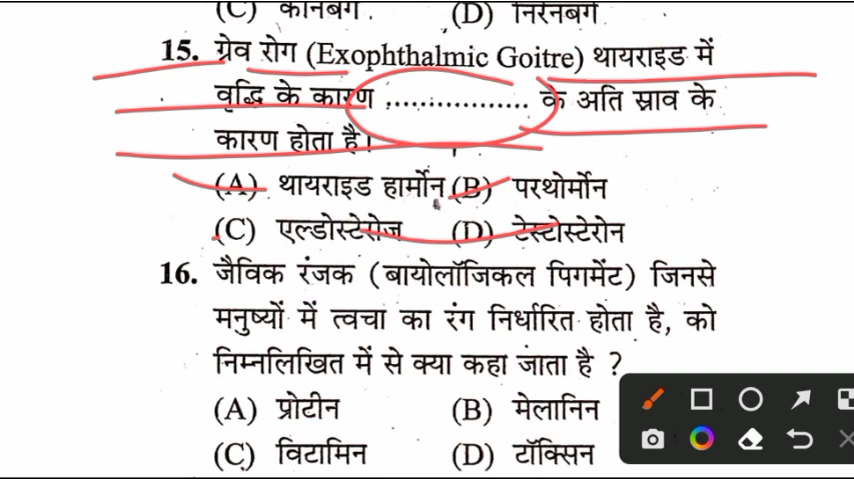 (C) कानबर्ग. (D) निरेनबर्ग
15. ग्रेव रोग (Exophthalmic Goitre) थायराइड में
वृद्धि के कारण .................. के अति स्राव के
कारण होता है।
(A) थायराइड हार्मोन (B) परथोर्मोन
(C) एल्डोस्टेरोज (D) टेस्टोस्टेरोन
16. जैविक रंजक (बायोलॉजिकल पिगमेंट) जिनसे
मनुष्यों में त्वचा का रंग निर्धारित होता है, को
निम्नलिखित में से क्या कहा जाता है ?
(A) प्रोटीन (B) मेलानिन
(C) विटामिन (D) टॉक्सिन